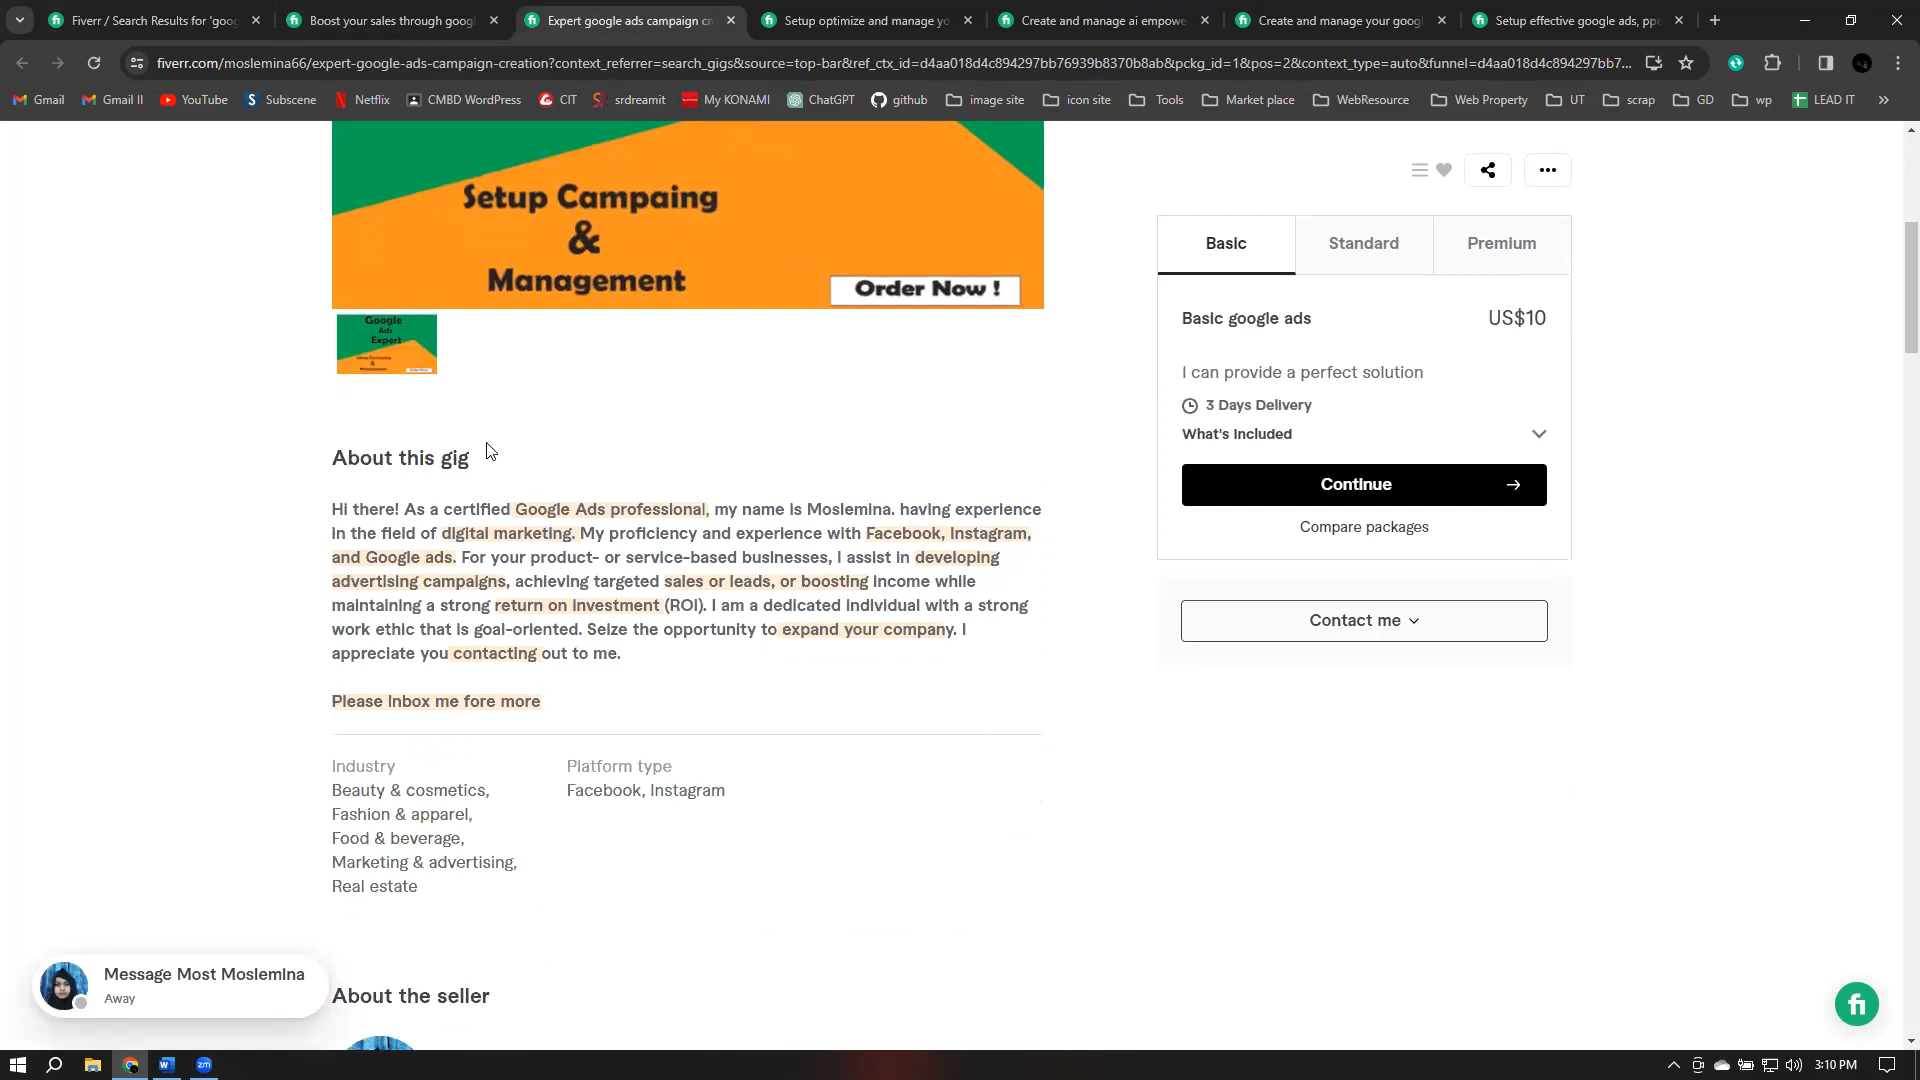 Fiverr / Search Results for 'goog
Boost your sales through googl
Expert google ads campaign cr
Setup optimize and manage yo
Create and manage ai empowe
Create and manage your googl
Setup effective google ads, ppc
fiverr.com/moslemina66/expert-google-ads-campaign-creation?context_referrer=search_gigs&source=top-bar&ref_ctx_id=d4aa018d4c894297bb76939b8370b8ab&pckg_id=1&pos=2&context_type=auto&funnel=d4aa018d4c894297bb7...
Gmail
Gmail II
YouTube
Subscene
Netflix
CMBD WordPress
CIT
srdreamit
My KONAMI
ChatGPT
github
image site
icon site
Tools
Market place
WebResource
Web Property
UT
scrap
GD
wp
LEAD IT
Setup Campaing
&
Management
Order Now !
Google
Ads
Expert
Basic
Standard
Premium
Basic google ads
US$10
I can provide a perfect solution
3 Days Delivery
What's Included
Continue
Compare packages
Contact me
About this gig
Hi there! As a certified Google Ads professional, my name is Moslemina. having experience
in the field of digital marketing. My proficiency and experience with Facebook, Instagram,
and Google ads. For your product- or service-based businesses, I assist in developing
advertising campaigns, achieving targeted sales or leads, or boosting income while
maintaining a strong return on investment (ROI). I am a dedicated individual with a strong
work ethic that is goal-oriented. Seize the opportunity to expand your company. I
appreciate you contacting out to me.
Please inbox me fore more
Industry
Beauty & cosmetics,
Fashion & apparel,
Food & beverage,
Marketing & advertising,
Real estate
Platform type
Facebook, Instagram
Message Most Moslemina
Away
About the seller
fi
3:10 PM